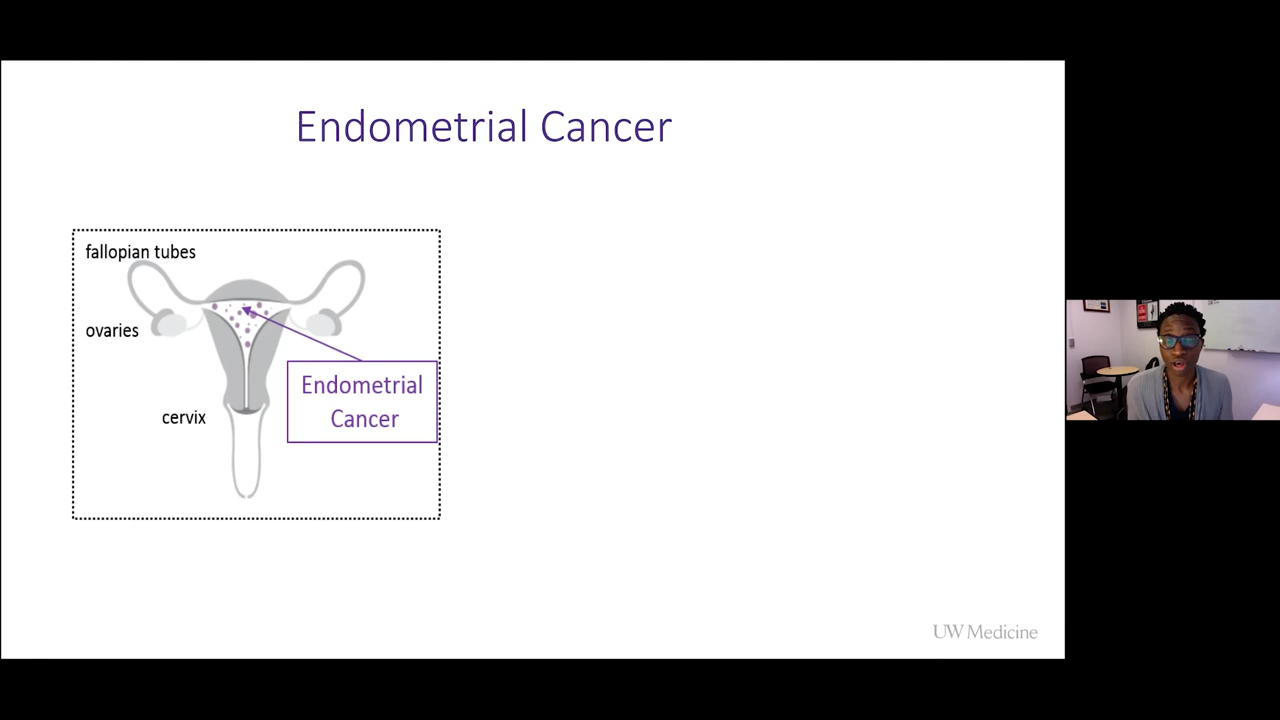 Endometrial Cancer
fallopian tubes
ovaries
Endometrial
Cancer
cervix
UW Medicine